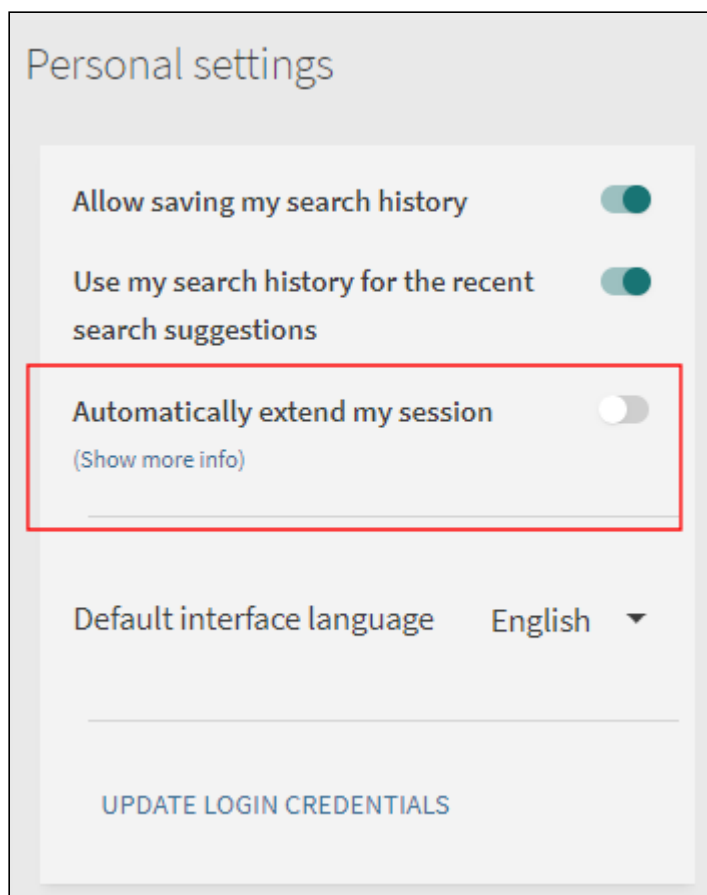 Personal settings
Allow saving my search history
Use my search history for the recent
search suggestions
Automatically extend my session
(Show more info)
Default interface language English
UPDATE LOGIN CREDENTIALS